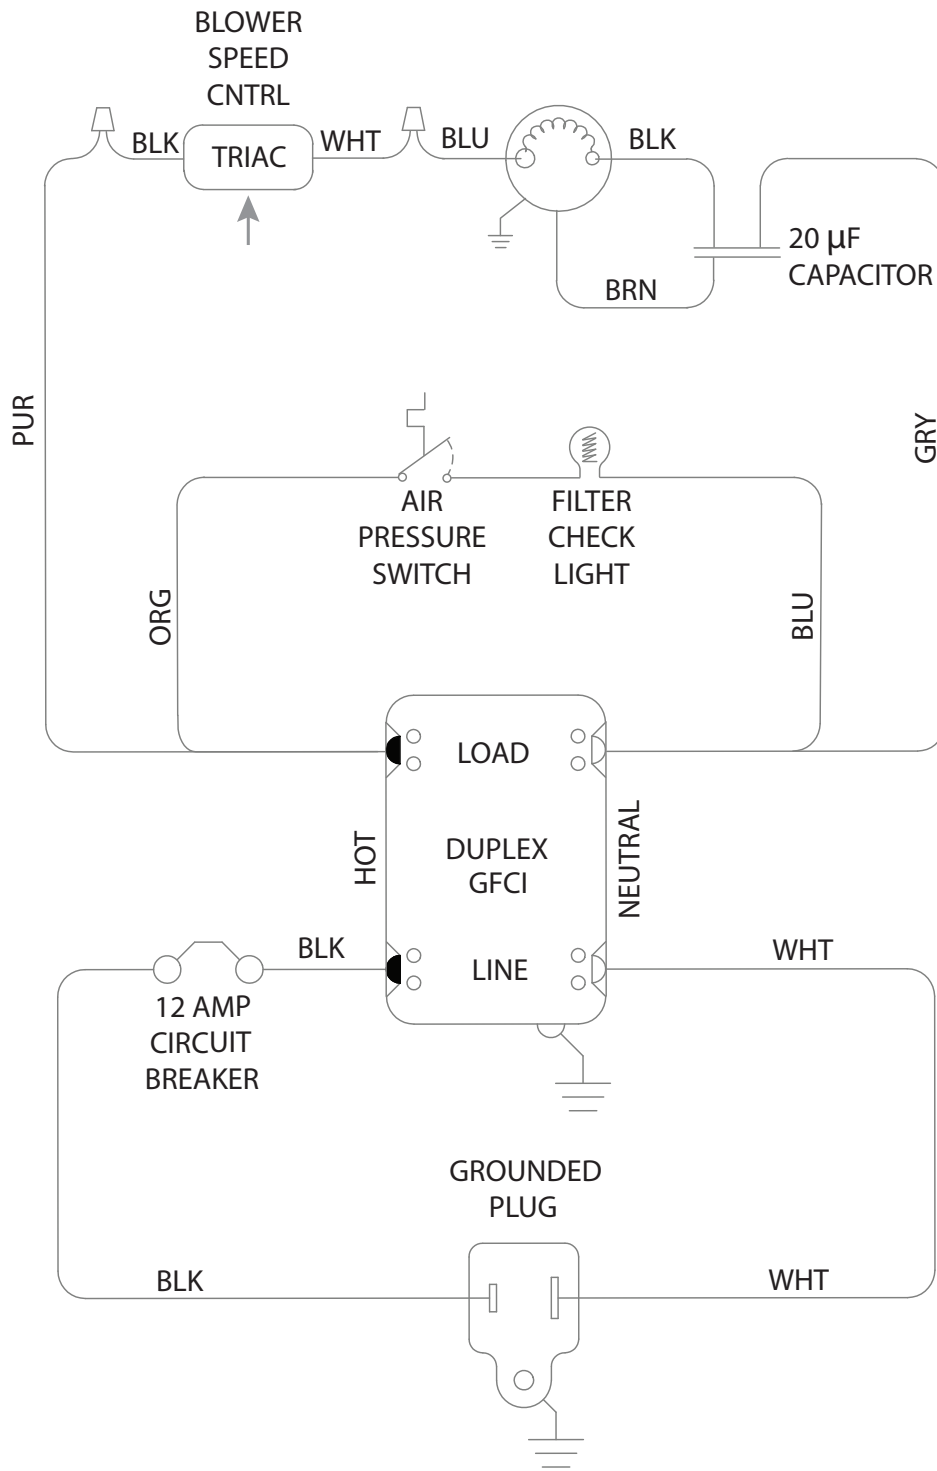 BLOWER
SPEED
CNTRL
BLK
TRIAC
WHT
BLU
BLK
20 µF
CAPACITOR
BRN
PUR
GRY
AIR
PRESSURE
SWITCH
FILTER
CHECK
LIGHT
ORG
BLU
LOAD
HOT
DUPLEX
GFCI
NEUTRAL
BLK
LINE
WHT
12 AMP
CIRCUIT
BREAKER
GROUNDED
PLUG
BLK
WHT